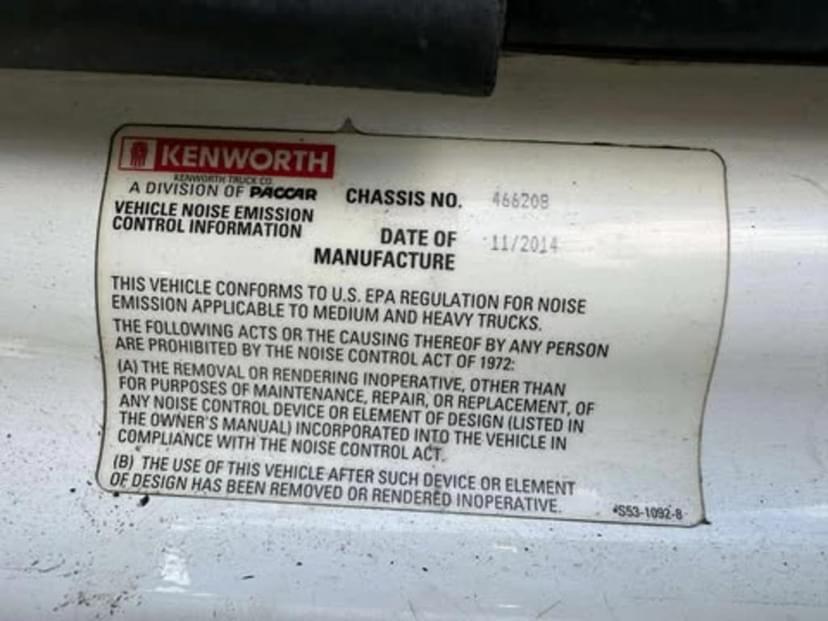 KENWORTH
KENWORTH TRUCK CO.
A DIVISION OF PACCAR
CHASSIS NO. 466208
VEHICLE NOISE EMISSION
CONTROL INFORMATION
DATE OF
MANUFACTURE
11/2014
THIS VEHICLE CONFORMS TO U.S. EPA REGULATION FOR NOISE
EMISSION APPLICABLE TO MEDIUM AND HEAVY TRUCKS.
THE FOLLOWING ACTS OR THE CAUSING THEREOF BY ANY PERSON
ARE PROHIBITED BY THE NOISE CONTROL ACT OF 1972:
(A) THE REMOVAL OR RENDERING INOPERATIVE, OTHER THAN
FOR PURPOSES OF MAINTENANCE, REPAIR, OR REPLACEMENT, OF
ANY NOISE CONTROL DEVICE OR ELEMENT OF DESIGN (LISTED IN
THE OWNER'S MANUAL) INCORPORATED INTO THE VEHICLE IN
COMPLIANCE WITH THE NOISE CONTROL ACT.
(B) THE USE OF THIS VEHICLE AFTER SUCH DEVICE OR ELEMENT
OF DESIGN HAS BEEN REMOVED OR RENDERED INOPERATIVE.
*S53-1092-8